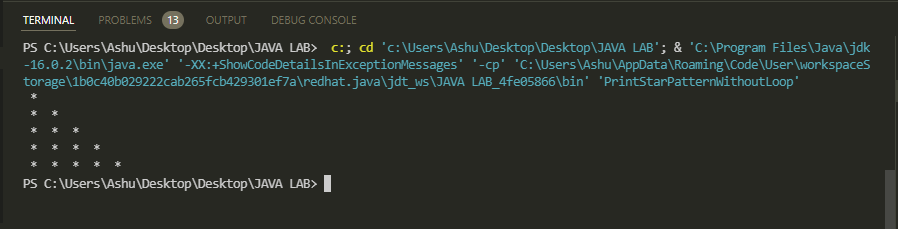 TERMINAL PROBLEMS 13 OUTPUT DEBUG CONSOLE
PS C:\Users\Ashu\Desktop\Desktop\JAVA LAB>  c:; cd 'c:\Users\Ashu\Desktop\Desktop\JAVA LAB'; & 'C:\Program Files\Java\jdk
-16.0.2\bin\java.exe' '-XX:+ShowCodeDetailsInExceptionMessages' '-cp' 'C:\Users\Ashu\AppData\Roaming\Code\User\workspaceS
torage\1b0c40b029222cab265fcb429301ef7a\redhat.java\jdt_ws\JAVA LAB_4fe05866\bin' 'PrintStarPatternWithoutLoop'
*
* *
* * *
* * * *
* * * * *
PS C:\Users\Ashu\Desktop\Desktop\JAVA LAB>